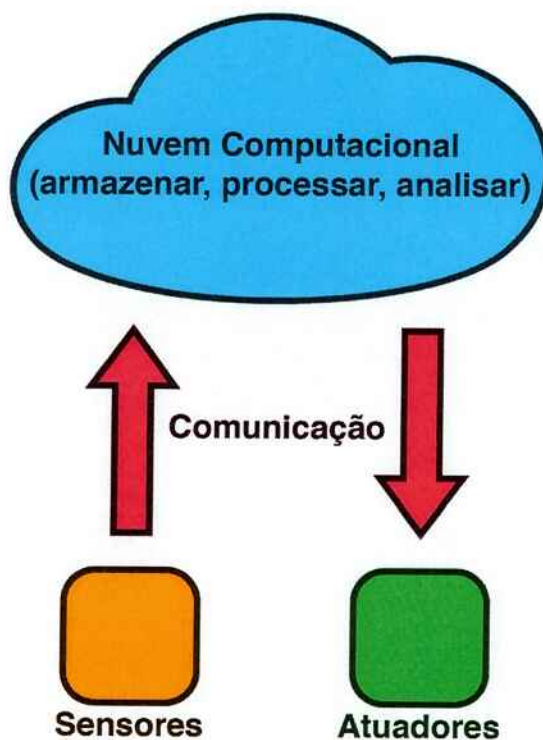 Nuvem Computacional
(armazenar, processar, analisar)
Comunicação
Sensores
Atuadores